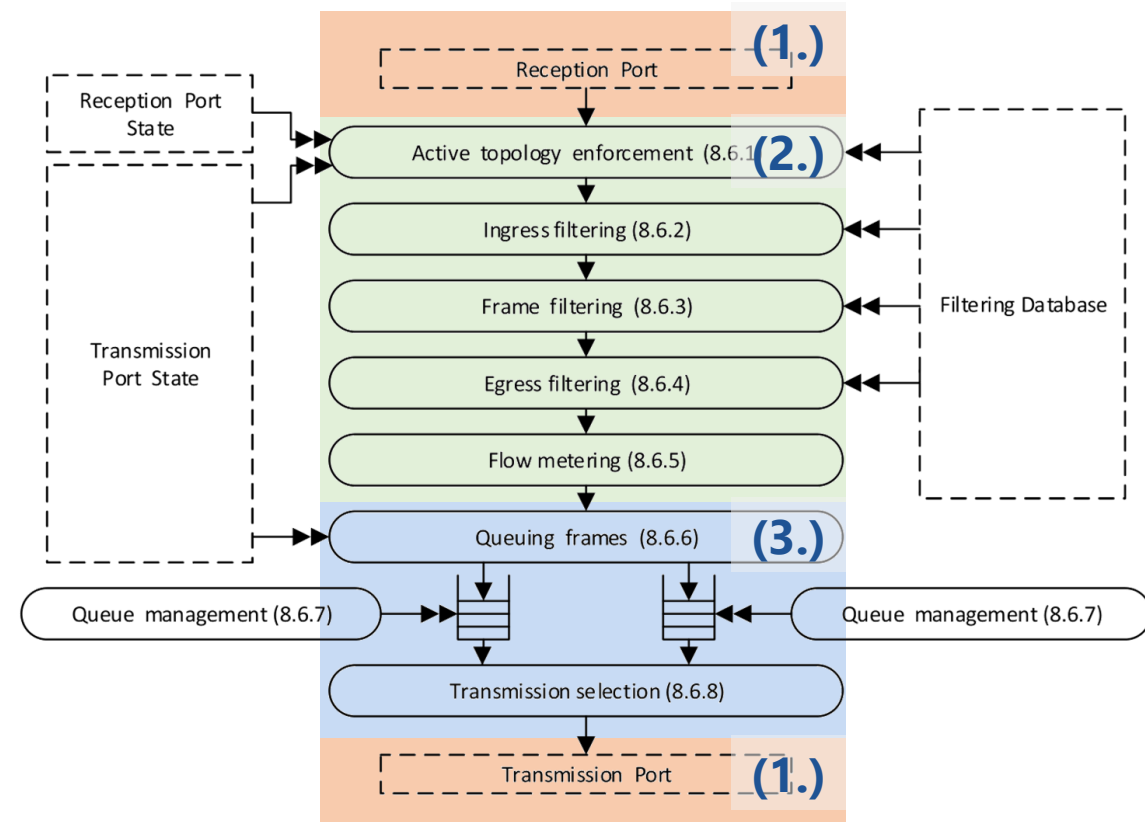 (1.)
Reception Port
Reception Port
State
Active topology enforcement (8.6.1
(2.)
Ingress filtering (8.6.2)
Frame filtering (8.6.3)
Filtering Database
Transmission
Port State
Egress filtering (8.6.4)
Flow metering (8.6.5)
Queuing frames (8.6.6)
(3.)
Queue management (8.6.7)
Queue management (8.6.7)
Transmission selection (8.6.8)
Transmission Port
(1.)